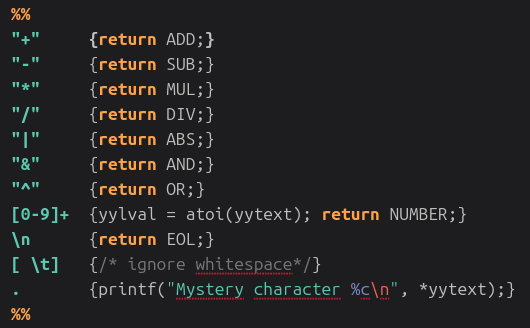 %%
"+"     {return ADD;}
"-"     {return SUB;}
"*"     {return MUL;}
"/"     {return DIV;}
"|"     {return ABS;}
"&"     {return AND;}
"^"     {return OR;}
[0-9]+  {yylval = atoi(yytext); return NUMBER;}
\n      {return EOL;}
[ \t]   {/* ignore whitespace*/}
.       {printf("Mystery character %c\n", *yytext);}
%%